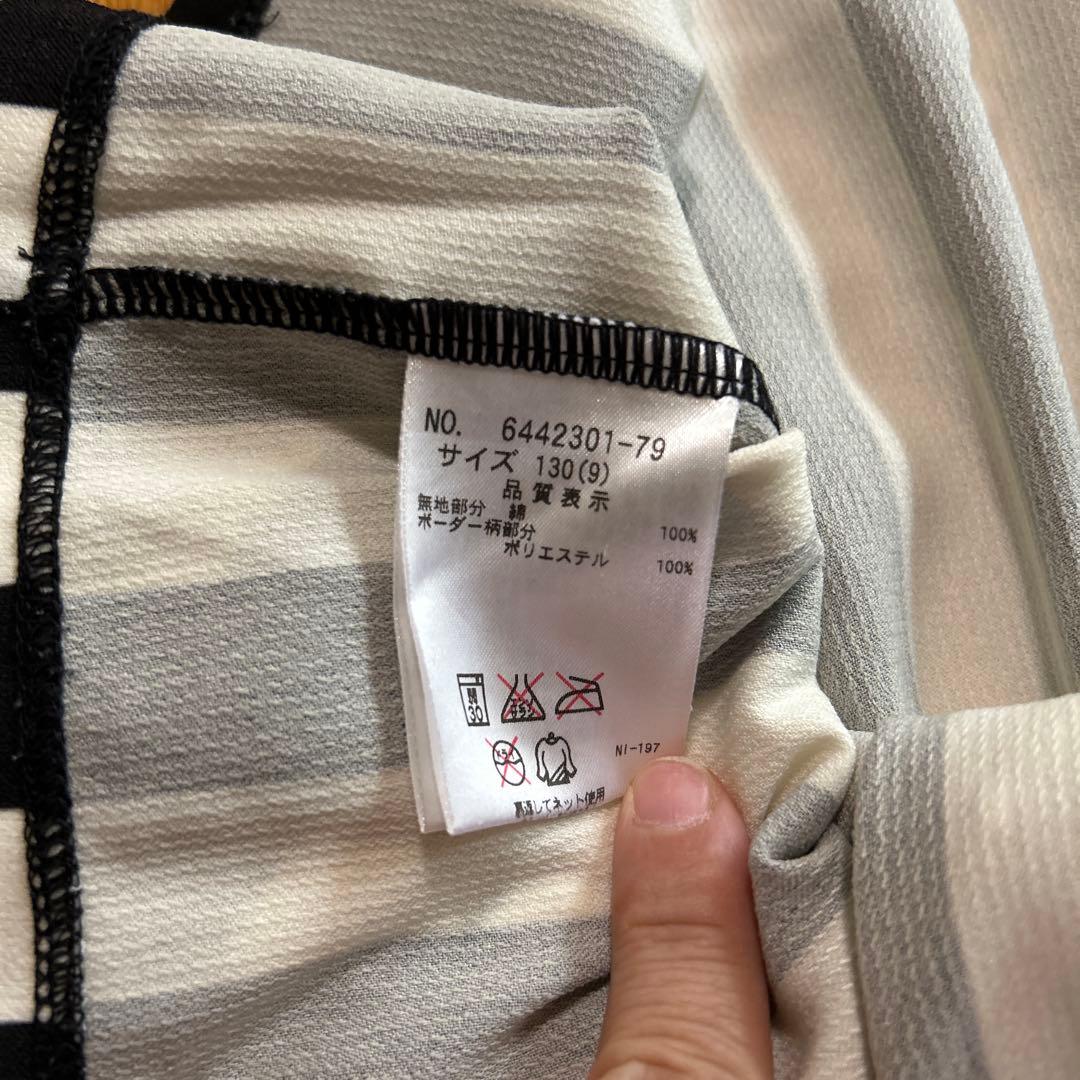 NO. 6442301-79
サイズ 130(9)
品質表示
無地部分 綿
100%
ボーダー柄部分
ポリエステル
100%
30
NI-197
してネット使用